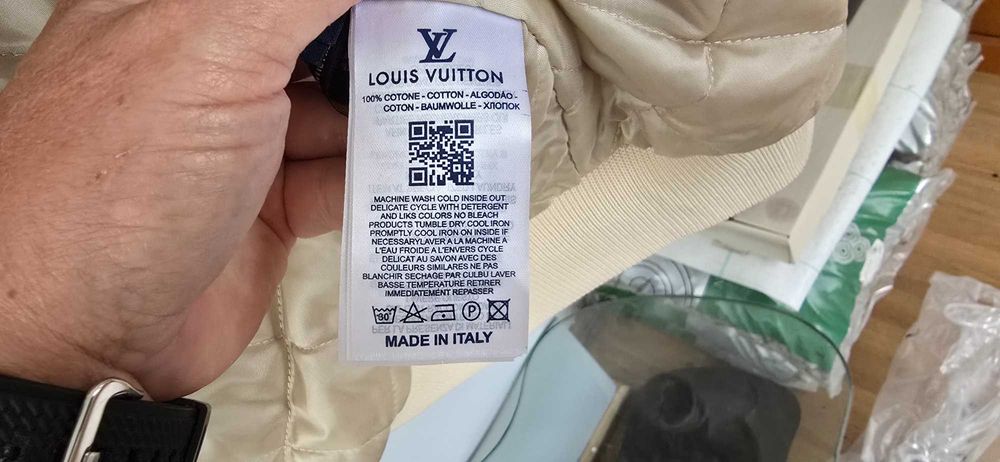 LV
LOUIS VUITTON
100% COTONE - COTTON - ALGODÃO-
COTON - BAUMWOLLE - ХЛОПОК
MACHINE WASH COLD INSIDE OUT
DELICATE CYCLE WITH DETERGENT
AND LIKS COLORS NO BLEACH
PRODUCTS TUMBLE DRY COOL IRON
PROMPTLY COOL IRON ON INSIDE IF
NECESSARYLAVER A LA MACHINE A
L'EAU FROIDE A L'ENVERS CYCLE
DELICAT AU SAVON AVEC DES
COULEURS SIMILARES NE PAS
BLANCHIR SECHAGE PAR CULBU LAVER
BASSE TEMPERATURE RETIRER
IMMEDIATEMENT REPASSER
30° P
MADE IN ITALY